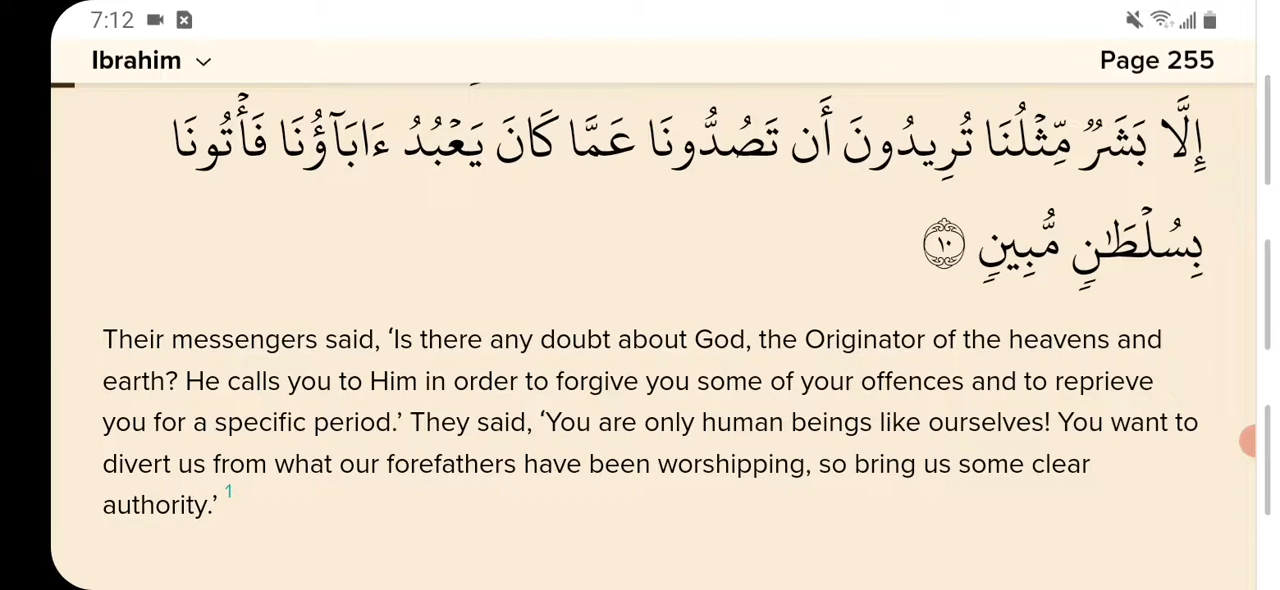 7:12
Ibrahim
Page 255
إِلَّا بَشَرٌ مِّثْلُنَا تُرِيدُونَ أَن تَصُدُّونَا عَمَّا كَانَ يَعْبُدُ ءَابَآؤُنَا فَأْتُونَا
بِسُلْطَٰنٍ مُّبِينٍ ١٠
Their messengers said, ‘Is there any doubt about God, the Originator of the heavens and
earth? He calls you to Him in order to forgive you some of your offences and to reprieve
you for a specific period.’ They said, ‘You are only human beings like ourselves! You want to
divert us from what our forefathers have been worshipping, so bring us some clear
authority.’ 1